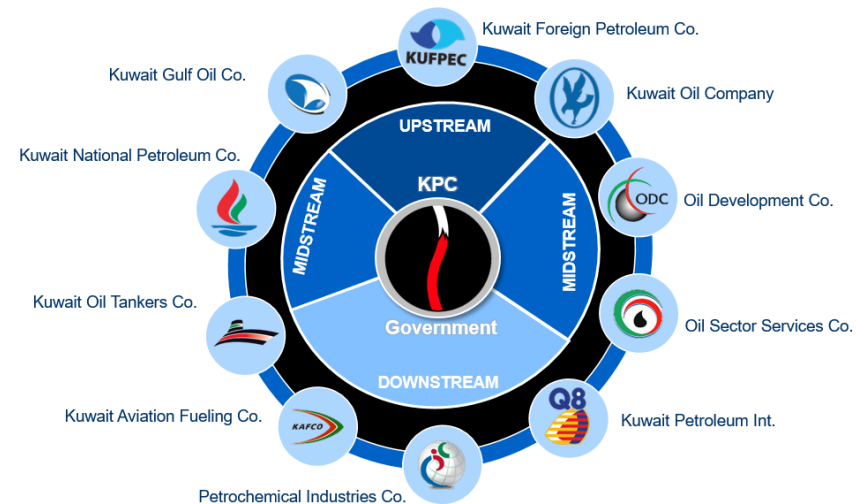 Kuwait Foreign Petroleum Co.
KUFPEC
Kuwait Gulf Oil Co.
Kuwait Oil Company
UPSTREAM
Kuwait National Petroleum Co.
KPC
MIDSTREAM
MIDSTREAM
ODC
Oil Development Co.
Kuwait Oil Tankers Co.
Government
Oil Sector Services Co.
DOWNSTREAM
Q8
Kuwait Aviation Fueling Co.
KAFCO
Kuwait Petroleum Int.
Petrochemical Industries Co.